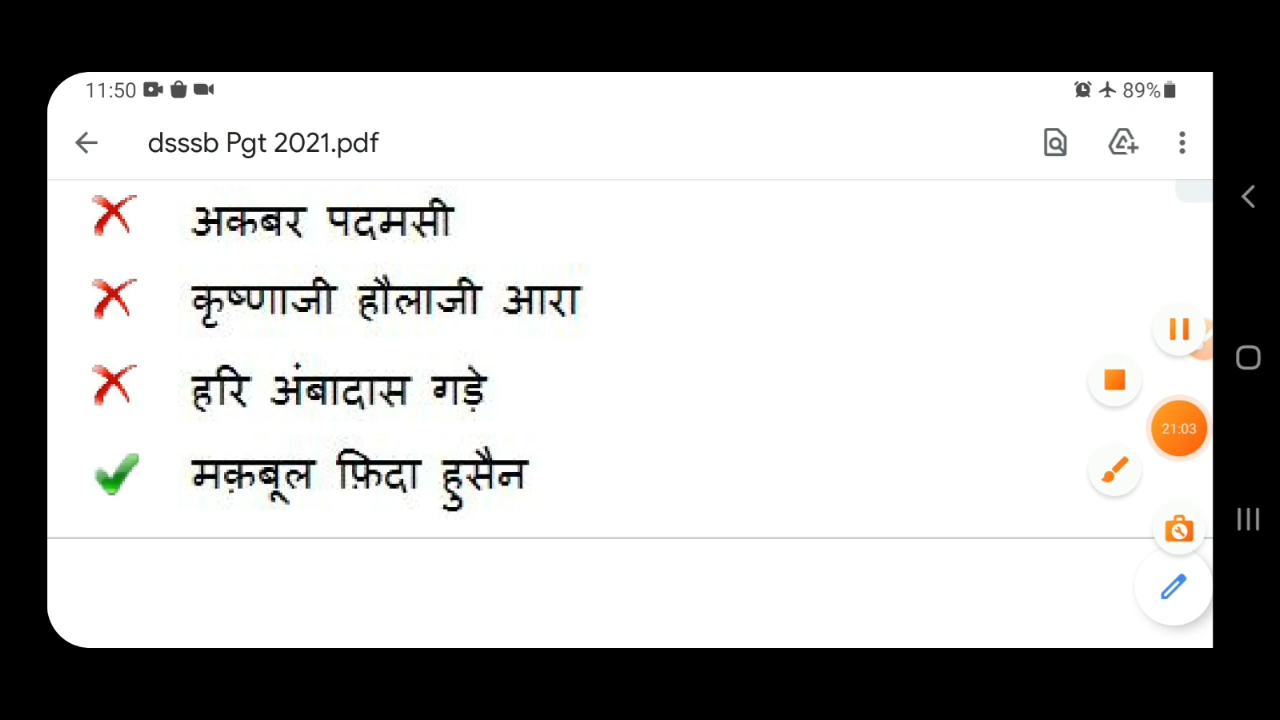 11:50
89%
dsssb Pgt 2021.pdf
अकबर पदमसी
कृष्णाजी हौलाजी आरा
हरि अंबादास गड़े
21:03
मक़बूल फ़िदा हुसैन